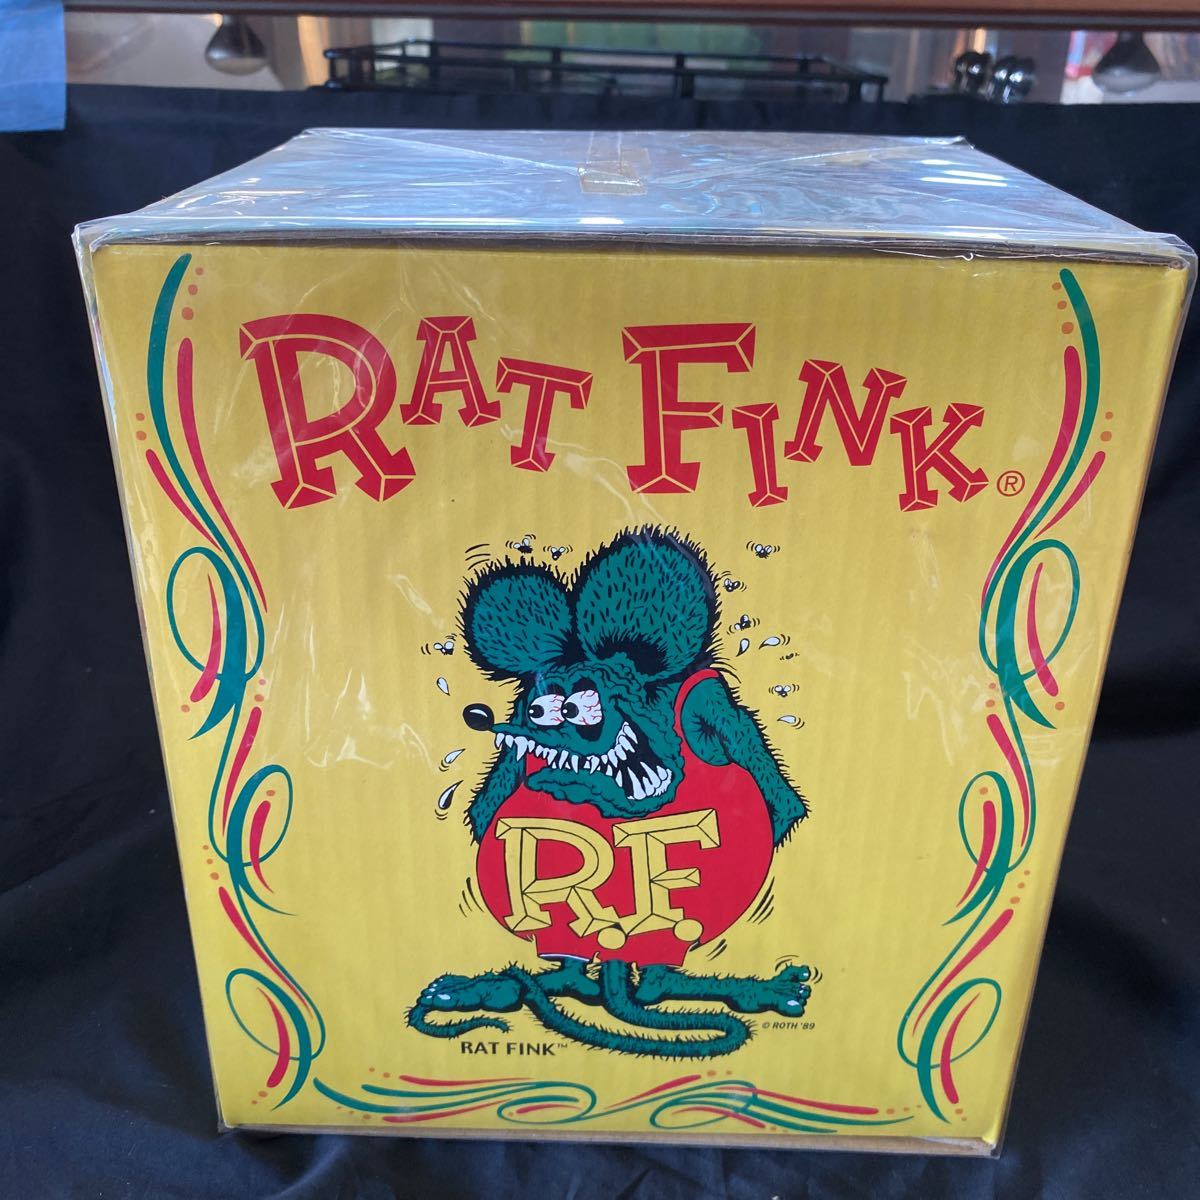 RAT FINK®
R.F.
© ROTH '89
RAT FINK™